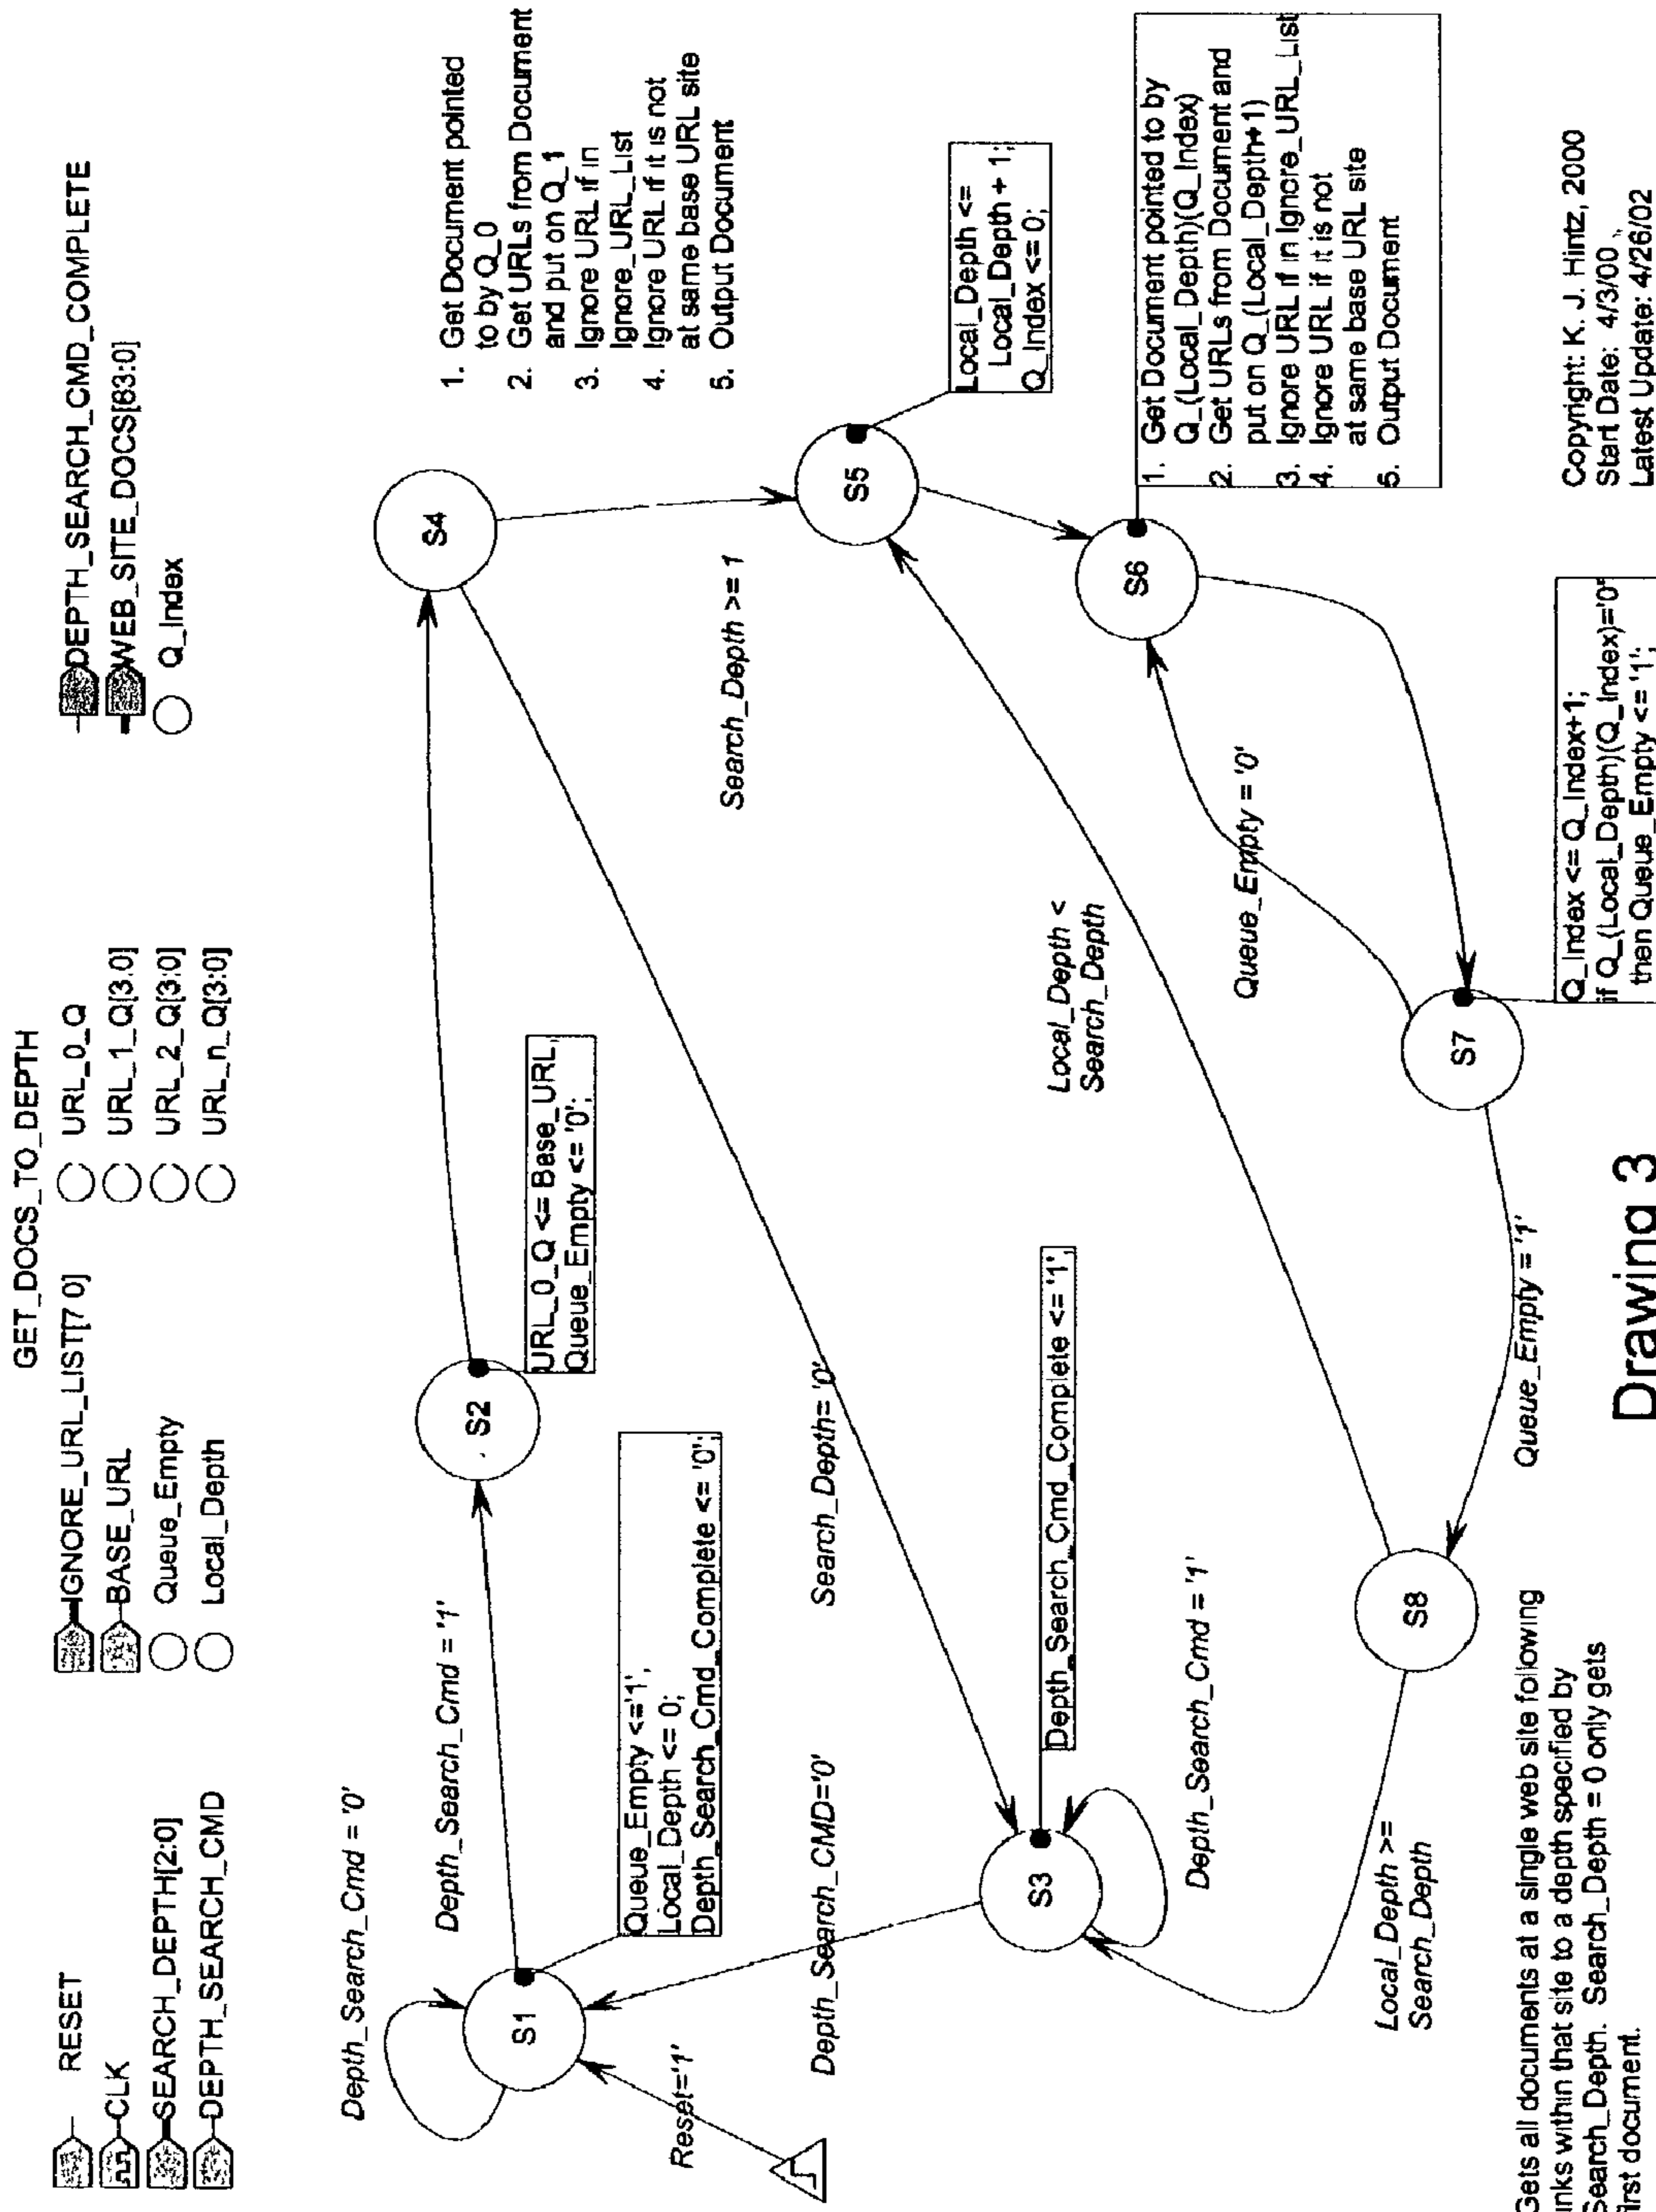 GET_DOCS_TO_DEPTH
RESET
CLK
SEARCH_DEPTH[2:0]
DEPTH_SEARCH_CMD
IGNORE_URL_LIST[7 0]
BASE_URL
Queue_Empty
Local_Depth
URL_0_Q
URL_1_Q[3:0]
URL_2_Q[3:0]
URL_n_Q[3:0]
DEPTH_SEARCH_CMD_COMPLETE
WEB_SITE_DOCS[63:0]
Q_Index
Depth_Search_Cmd = '0'
Depth_Search_Cmd = '1'
S1
Reset='1'
Queue_Empty <='1';
Local_Depth <= 0;
Depth_Search_Cmd_Complete <= '0';
S2
URL_0_Q <= Base_URL;
Queue_Empty <= '0';
S4
1. Get Document pointed
to by Q_0
2. Get URLs from Document
and put on Q_1
3. Ignore URL if in
Ignore_URL_List
4. Ignore URL if it is not
at same base URL site
5. Output Document
Search_Depth >= 1
Search_Depth= '0'
Depth_Search_CMD='0'
S5
Local_Depth <=
Local_Depth + 1;
Q_Index <= 0;
S3
Depth_Search_Cmd_Complete <= '1';
Depth_Search_Cmd = '1'
Local_Depth <
Search_Depth
S6
1. Get Document pointed to by
Q_(Local_Depth)(Q_Index)
2. Get URLs from Document and
put on Q_(Local_Depth+1)
3. Ignore URL if in Ignore_URL_List
4. Ignore URL if it is not
at same base URL site
5. Output Document
Queue_Empty = '0'
Local_Depth >=
Search_Depth
S8
S7
Queue_Empty = '1'
Q_Index <= Q_Index+1;
if Q_(Local_Depth)(Q_Index)='0'
then Queue_Empty <= '1';
Gets all documents at a single web site following
inks within that site to a depth specified by
Search_Depth. Search_Depth = 0 only gets
first document.
Drawing 3
Copyright: K. J. Hintz, 2000
Start Date: 4/3/00
Latest Update: 4/26/02